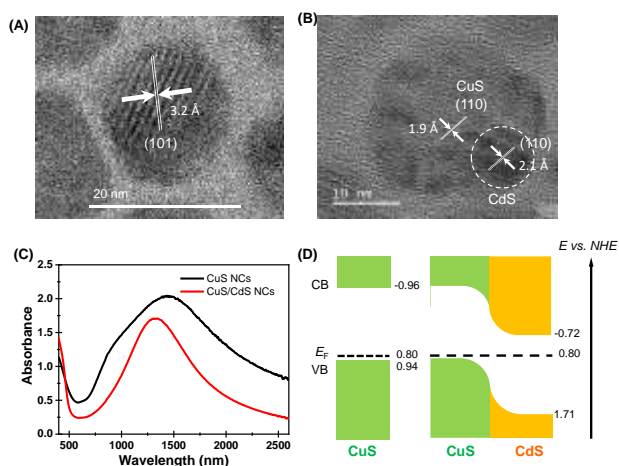 (A)
3.2 Å
(101)
20 nm
(B)
CuS
(110)
1.9 Å
(110)
2.1 Å
CdS
10 nm
(C)
CuS NCs
CuS/CdS NCs
Absorbance
2.5
2.0
1.5
1.0
0.5
0.0
500 1000 1500 2000 2500
Wavelength (nm)
(D)
E vs. NHE
CB
-0.96
-0.72
E_F
0.80
0.80
VB
0.94
1.71
CuS
CuS
CdS